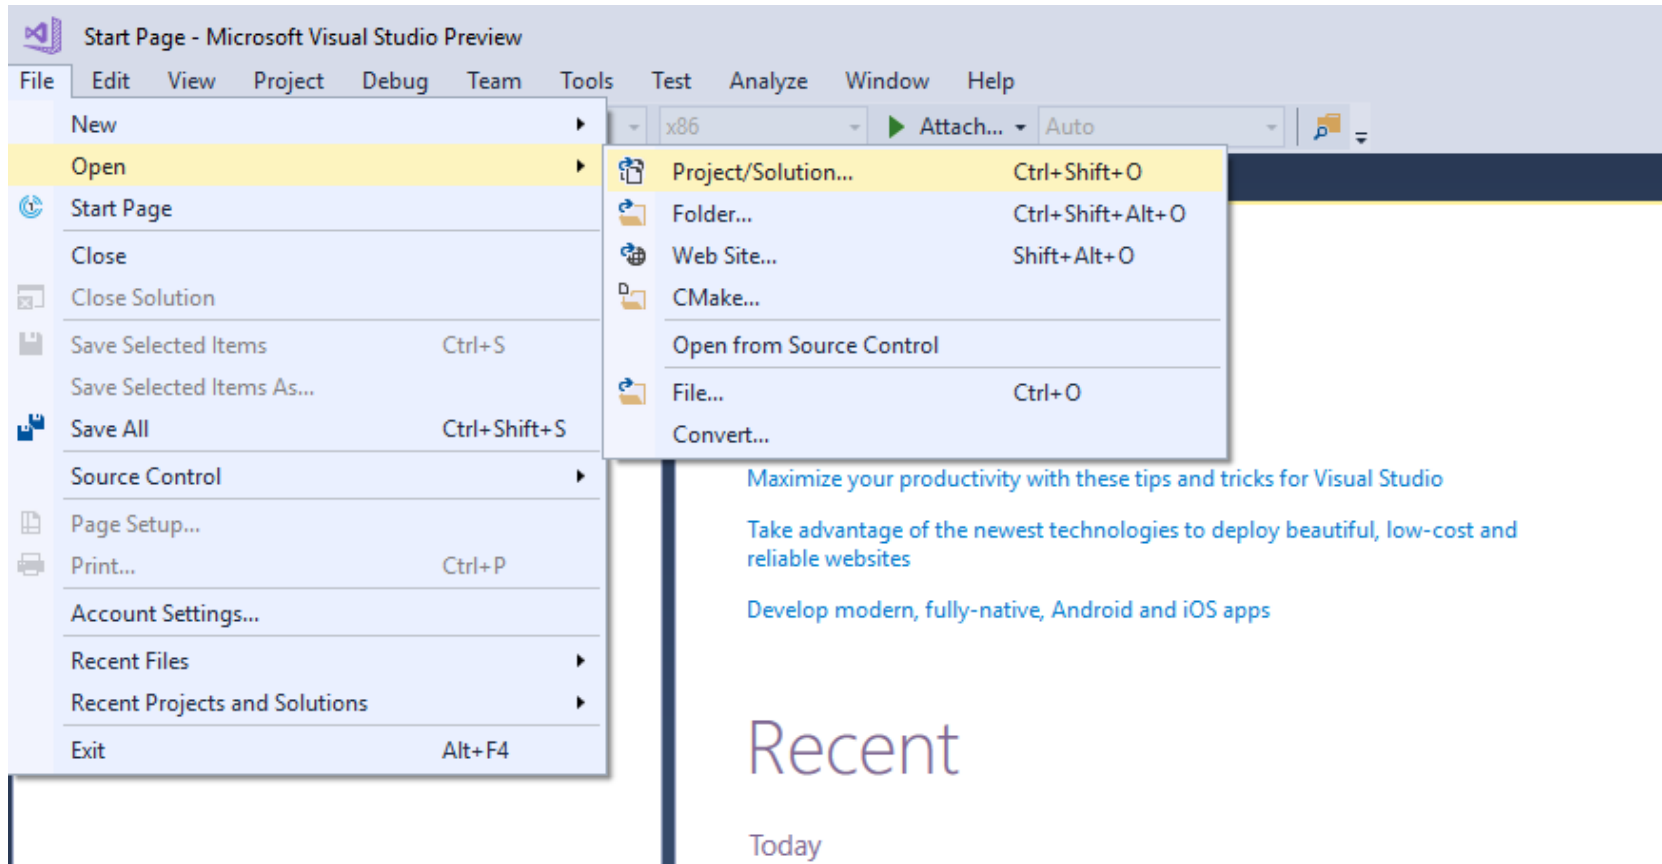 Start Page - Microsoft Visual Studio Preview
File Edit View Project Debug Team Tools Test Analyze Window Help
x86 Attach... Auto
New
Open
Start Page
Close
Close Solution
Save Selected Items Ctrl+S
Save Selected Items As...
Save All Ctrl+Shift+S
Source Control
Page Setup...
Print... Ctrl+P
Account Settings...
Recent Files
Recent Projects and Solutions
Exit Alt+F4
Project/Solution... Ctrl+Shift+O
Folder... Ctrl+Shift+Alt+O
Web Site... Shift+Alt+O
CMake...
Open from Source Control
File... Ctrl+O
Convert...
Maximize your productivity with these tips and tricks for Visual Studio
Take advantage of the newest technologies to deploy beautiful, low-cost and
reliable websites
Develop modern, fully-native, Android and iOS apps
Recent
Today